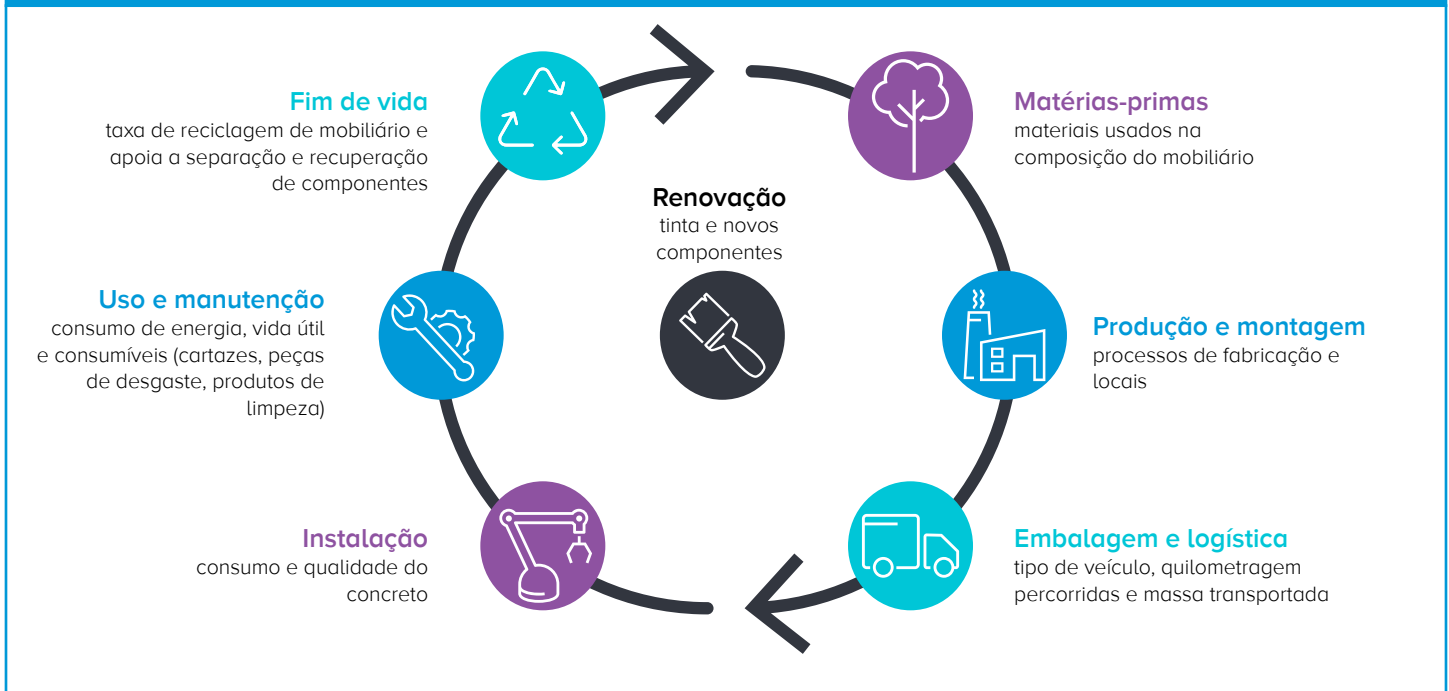 Fim de vida
taxa de reciclagem de mobiliário e
apoia a separação e recuperação
de componentes
Matérias-primas
materiais usados na
composição do mobiliário
Renovação
tinta e novos
componentes
Uso e manutenção
consumo de energia, vida útil
e consumíveis (cartazes, peças
de desgaste, produtos de
limpeza)
Produção e montagem
processos de fabricação e
locais
Instalação
consumo e qualidade do
concreto
Embalagem e logística
tipo de veículo, quilometragem
percorridas e massa transportada